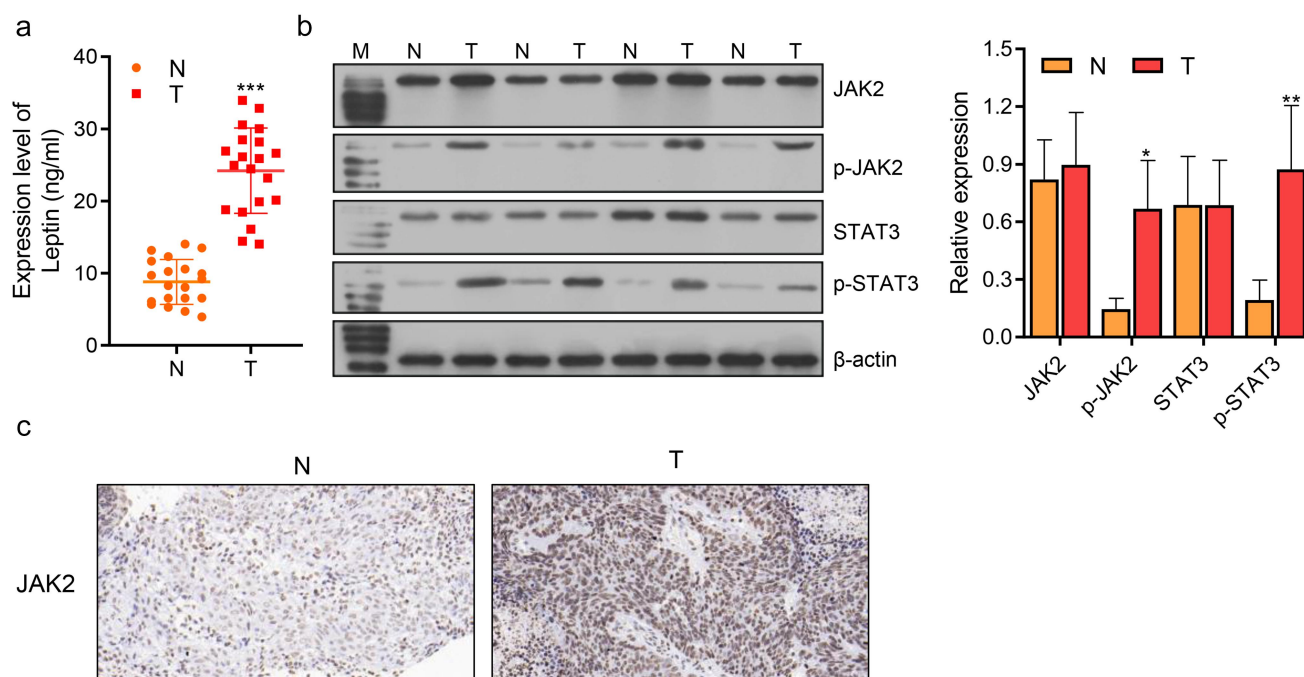 a
Expression level of
Leptin (ng/ml)
40
30
20
10
0
N
T
***
N
T
b
M N T N T N T N T
JAK2
p-JAK2
STAT3
p-STAT3
β-actin
Relative expression
1.5
1.2
0.9
0.6
0.3
0.0
N T
*
**
JAK2
p-JAK2
STAT3
p-STAT3
c
N T
JAK2